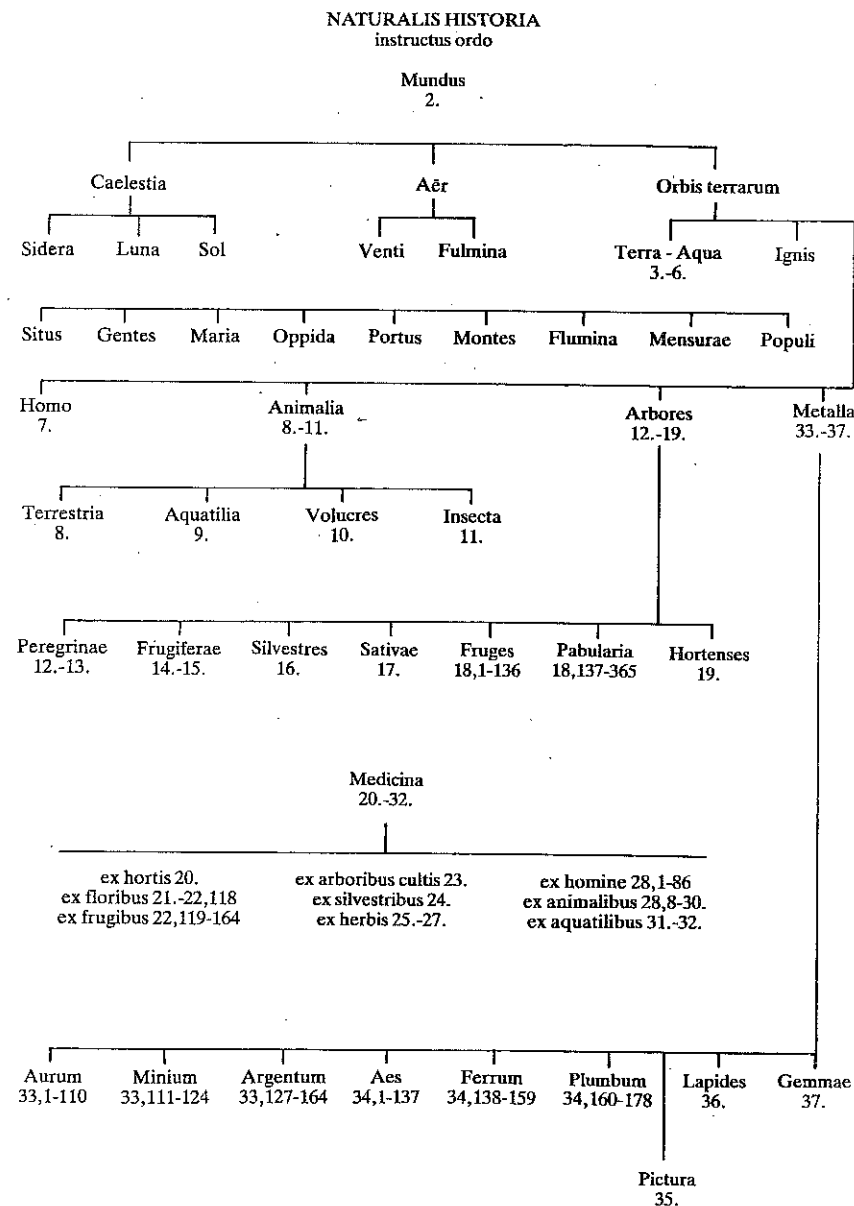 NATURALIS HISTORIA
instructus ordo
Mundus
2.
Caelestia Aër Orbis terrarum
Sidera Luna Sol Venti Fulmina Terra - Aqua Ignis
3.-6.
Situs Gentes Maria Oppida Portus Montes Flumina Mensurae Populi
Homo Animalia Arbores Metalla
7. 8.-11. 12.-19. 33.-37.
Terrestria Aquatilia Volucres Insecta
8. 9. 10. 11.
Peregrinae Frugiferae Silvestres Sativae Fruges Pabularia Hortenses
12.-13. 14.-15. 16. 17. 18,1-136 18,137-365 19.
Medicina
20.-32.
ex hortis 20. ex arboribus cultis 23. ex homine 28,1-86
ex floribus 21.-22,118 ex silvestribus 24. ex animalibus 28,8-30.
ex frugibus 22,119-164 ex herbis 25.-27. ex aquatilibus 31.-32.
Aurum Minium Argentum Aes Ferrum Plumbum Lapides Gemmae
33,1-110 33,111-124 33,127-164 34,1-137 34,138-159 34,160-178 36. 37.
Pictura
35.